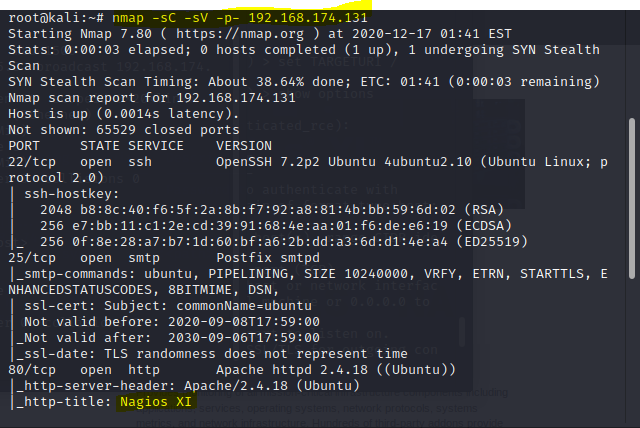 root@kali:~# nmap -sC -sV -p- 192.168.174.131
Starting Nmap 7.80 ( https://nmap.org ) at 2020-12-17 01:41 EST
Stats: 0:00:03 elapsed; 0 hosts completed (1 up), 1 undergoing SYN Stealth
Scan
SYN Stealth Scan Timing: About 38.64% done; ETC: 01:41 (0:00:03 remaining)
Nmap scan report for 192.168.174.131
Host is up (0.0014s latency).
Not shown: 65529 closed ports
PORT     STATE SERVICE    VERSION
22/tcp   open  ssh        OpenSSH 7.2p2 Ubuntu 4ubuntu2.10 (Ubuntu Linux; p
rotocol 2.0)
| ssh-hostkey:
|   2048 b8:8c:40:f6:5f:2a:8b:f7:92:a8:81:4b:bb:59:6d:02 (RSA)
|   256 e7:bb:11:c1:2e:cd:39:91:68:4e:aa:01:f6:de:e6:19 (ECDSA)
|   256 0f:8e:28:a7:b7:1d:60:bf:a6:2b:dd:a3:6d:d1:4e:a4 (ED25519)
25/tcp   open  smtp       Postfix smtpd
|_smtp-commands: ubuntu, PIPELINING, SIZE 10240000, VRFY, ETRN, STARTTLS, E
NHANCEDSTATUSCODES, 8BITMIME, DSN,
| ssl-cert: Subject: commonName=ubuntu
| Not valid before: 2020-09-08T17:59:00
|_Not valid after:  2030-09-06T17:59:00
|_ssl-date: TLS randomness does not represent time
80/tcp   open  http       Apache httpd 2.4.18 ((Ubuntu))
|_http-server-header: Apache/2.4.18 (Ubuntu)
|_http-title: Nagios XI